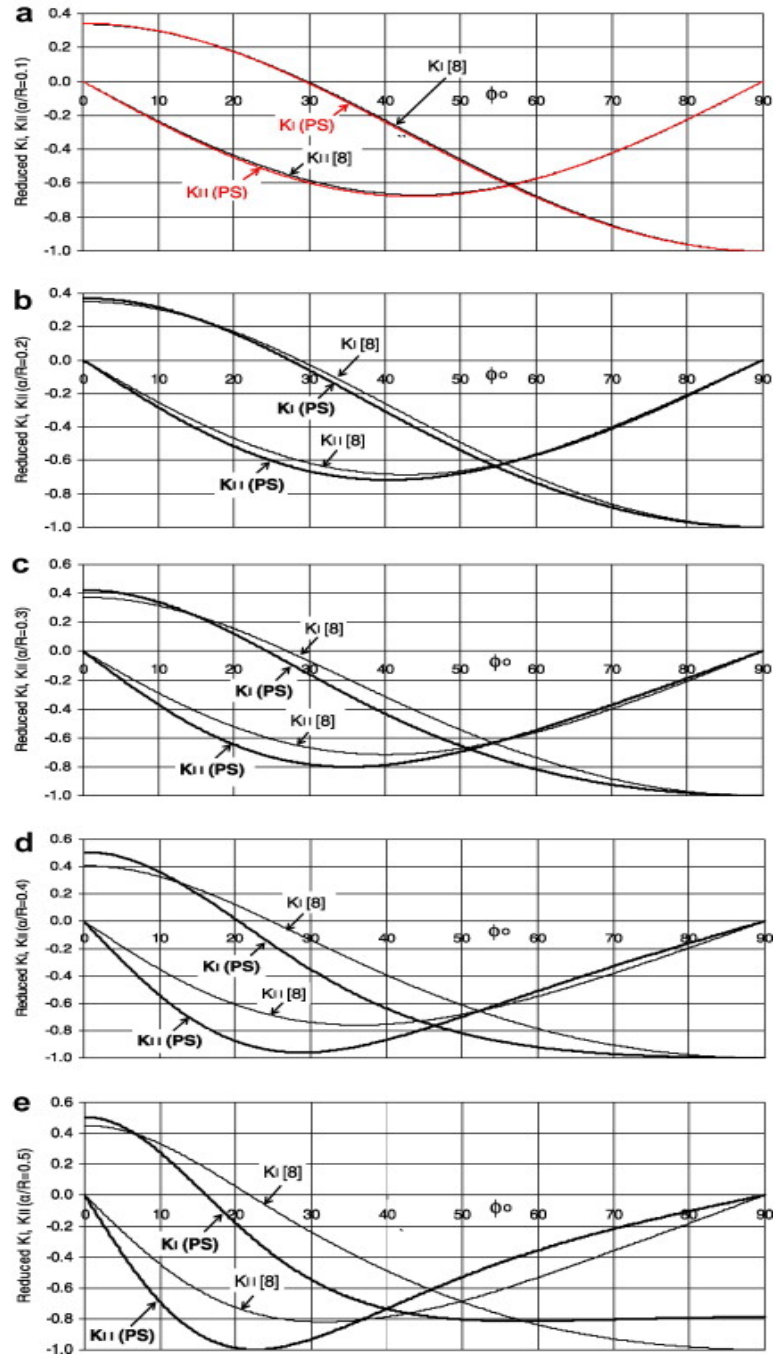 a
Reduced KI, KII (α/R=0.1)
0.4
0.2
0.0
-0.2
-0.4
-0.6
-0.8
-1.0
0 10 20 30 40 50 60 70 80 90
ϕo
KI [8]
KI (PS)
KII [8]
KII (PS)
b
Reduced KI, KII (α/R=0.2)
0.4
0.2
0.0
-0.2
-0.4
-0.6
-0.8
-1.0
0 10 20 30 40 50 60 70 80 90
ϕo
KI [8]
KI (PS)
KII [8]
KII (PS)
c
Reduced KI, KII (α/R=0.3)
0.6
0.4
0.2
0.0
-0.2
-0.4
-0.6
-0.8
-1.0
0 10 20 30 40 50 60 70 80 90
ϕo
KI [8]
KI (PS)
KII [8]
KII (PS)
d
Reduced KI, KII (α/R=0.4)
0.6
0.4
0.2
0.0
-0.2
-0.4
-0.6
-0.8
-1.0
0 10 20 30 40 50 60 70 80 90
ϕo
KI [8]
KI (PS)
KII [8]
KII (PS)
e
Reduced KI, KII (α/R=0.5)
0.6
0.4
0.2
0.0
-0.2
-0.4
-0.6
-0.8
-1.0
0 10 20 30 40 50 60 70 80 90
ϕo
KI [8]
KI (PS)
KII [8]
KII (PS)